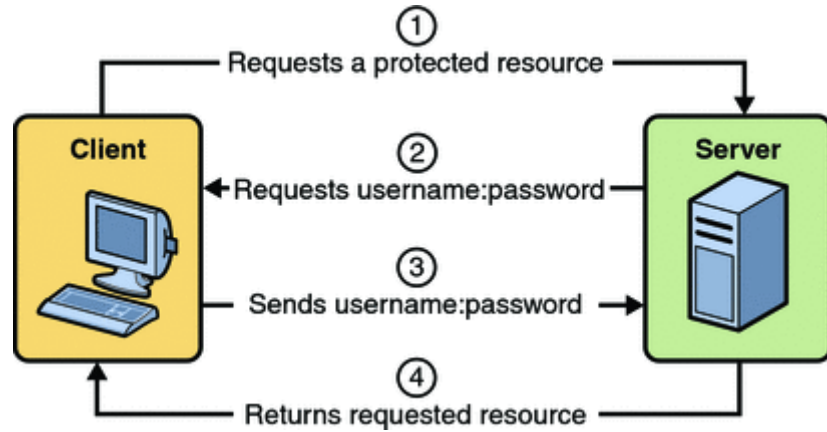 1
Requests a protected resource
Client
Server
2
Requests username:password
3
Sends username:password
4
Returns requested resource